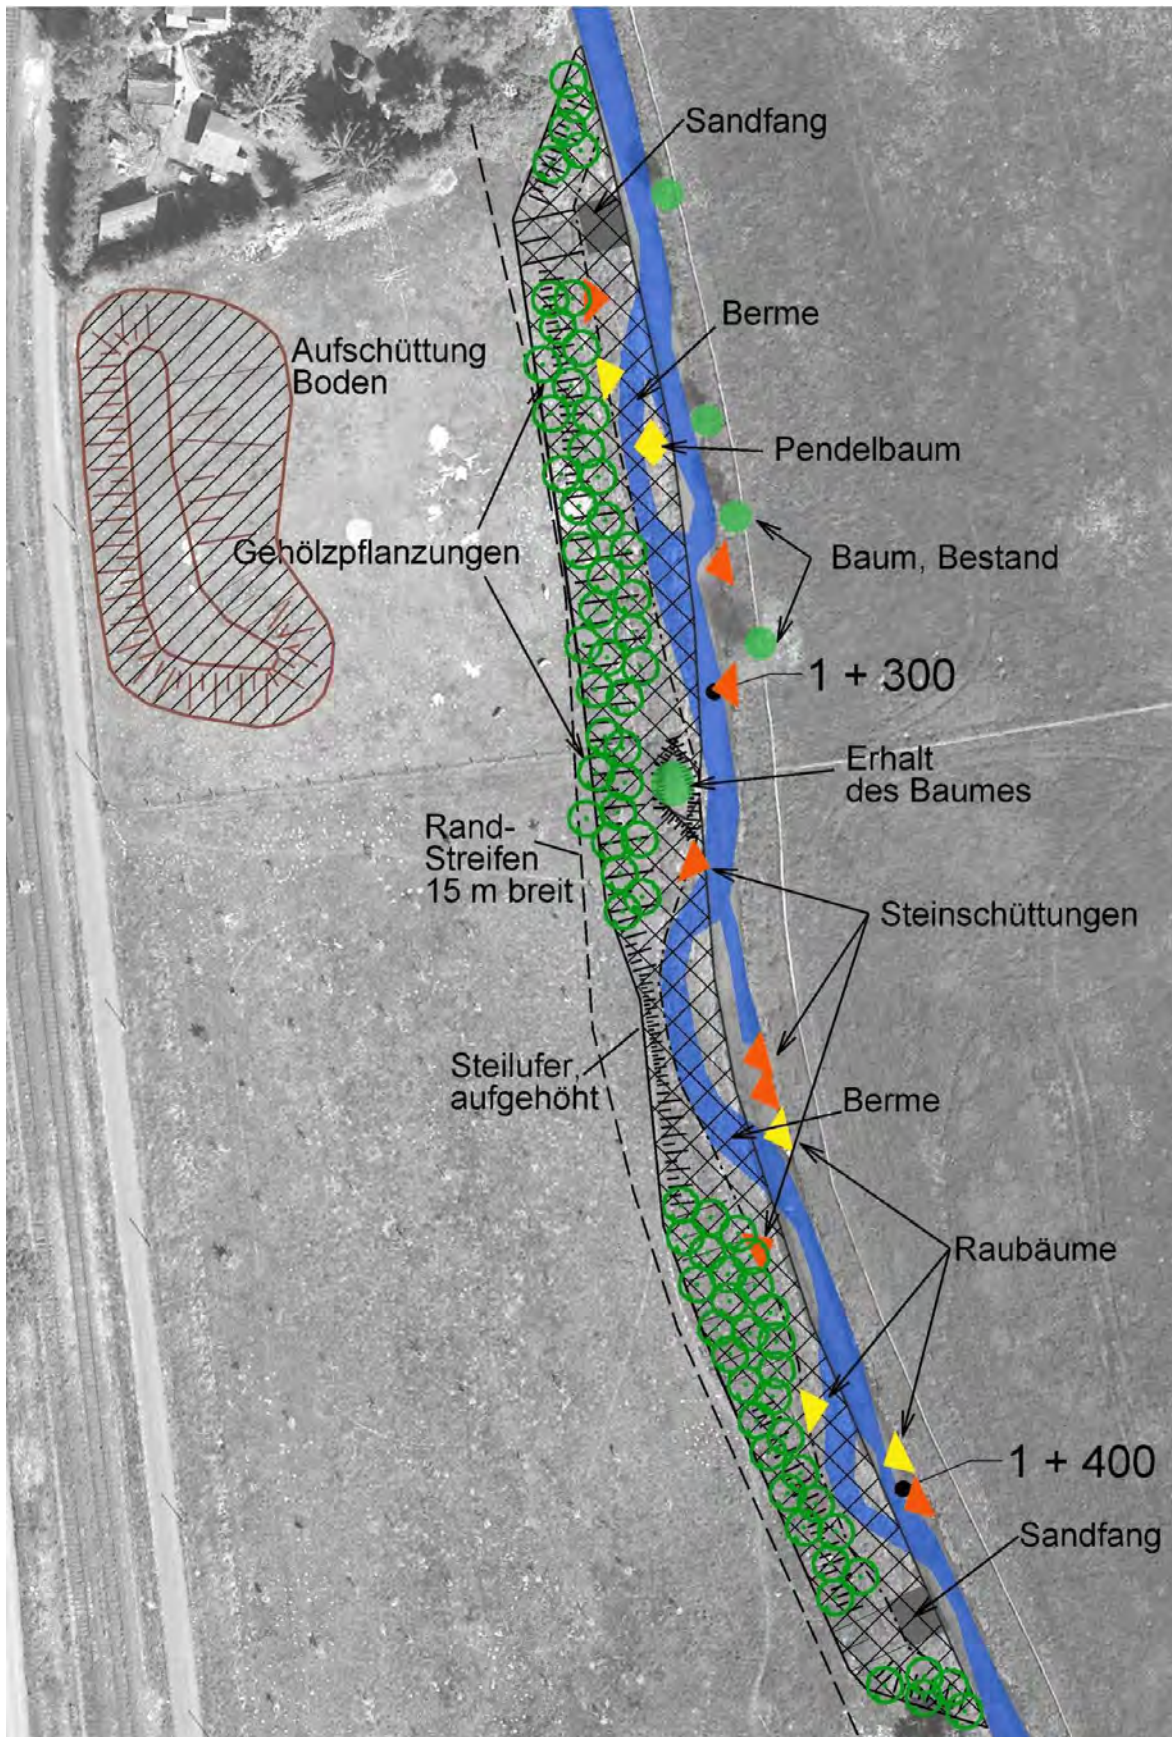 Sandfang
Berme
Aufschüttung
Boden
Pendelbaum
Gehölzpflanzungen
Baum, Bestand
1 + 300
Erhalt
des Baumes
Rand-
Streifen
15 m breit
Steinschüttungen
Steilufer,
aufgehöht
Berme
Raubäume
1 + 400
Sandfang